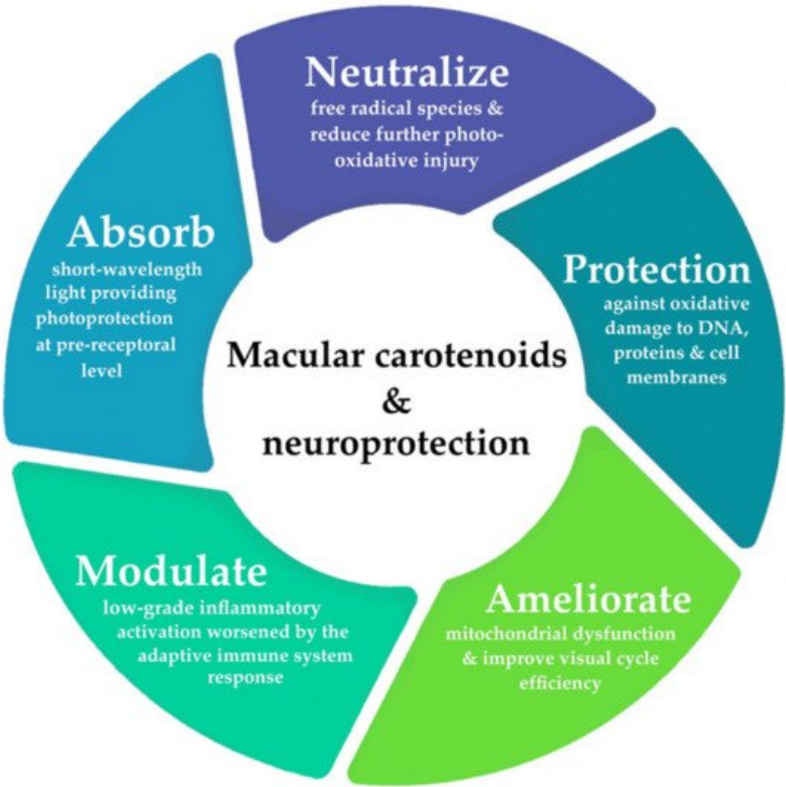 Neutralize
free radical species &
reduce further photo-
oxidative injury
Protection
against oxidative
damage to DNA,
proteins & cell
membranes
Ameliorate
mitochondrial dysfunction
& improve visual cycle
efficiency
Modulate
low-grade inflammatory
activation worsened by the
adaptive immune system
response
Absorb
short-wavelength
light providing
photoprotection
at pre-receptoral
level
Macular carotenoids
&
neuroprotection